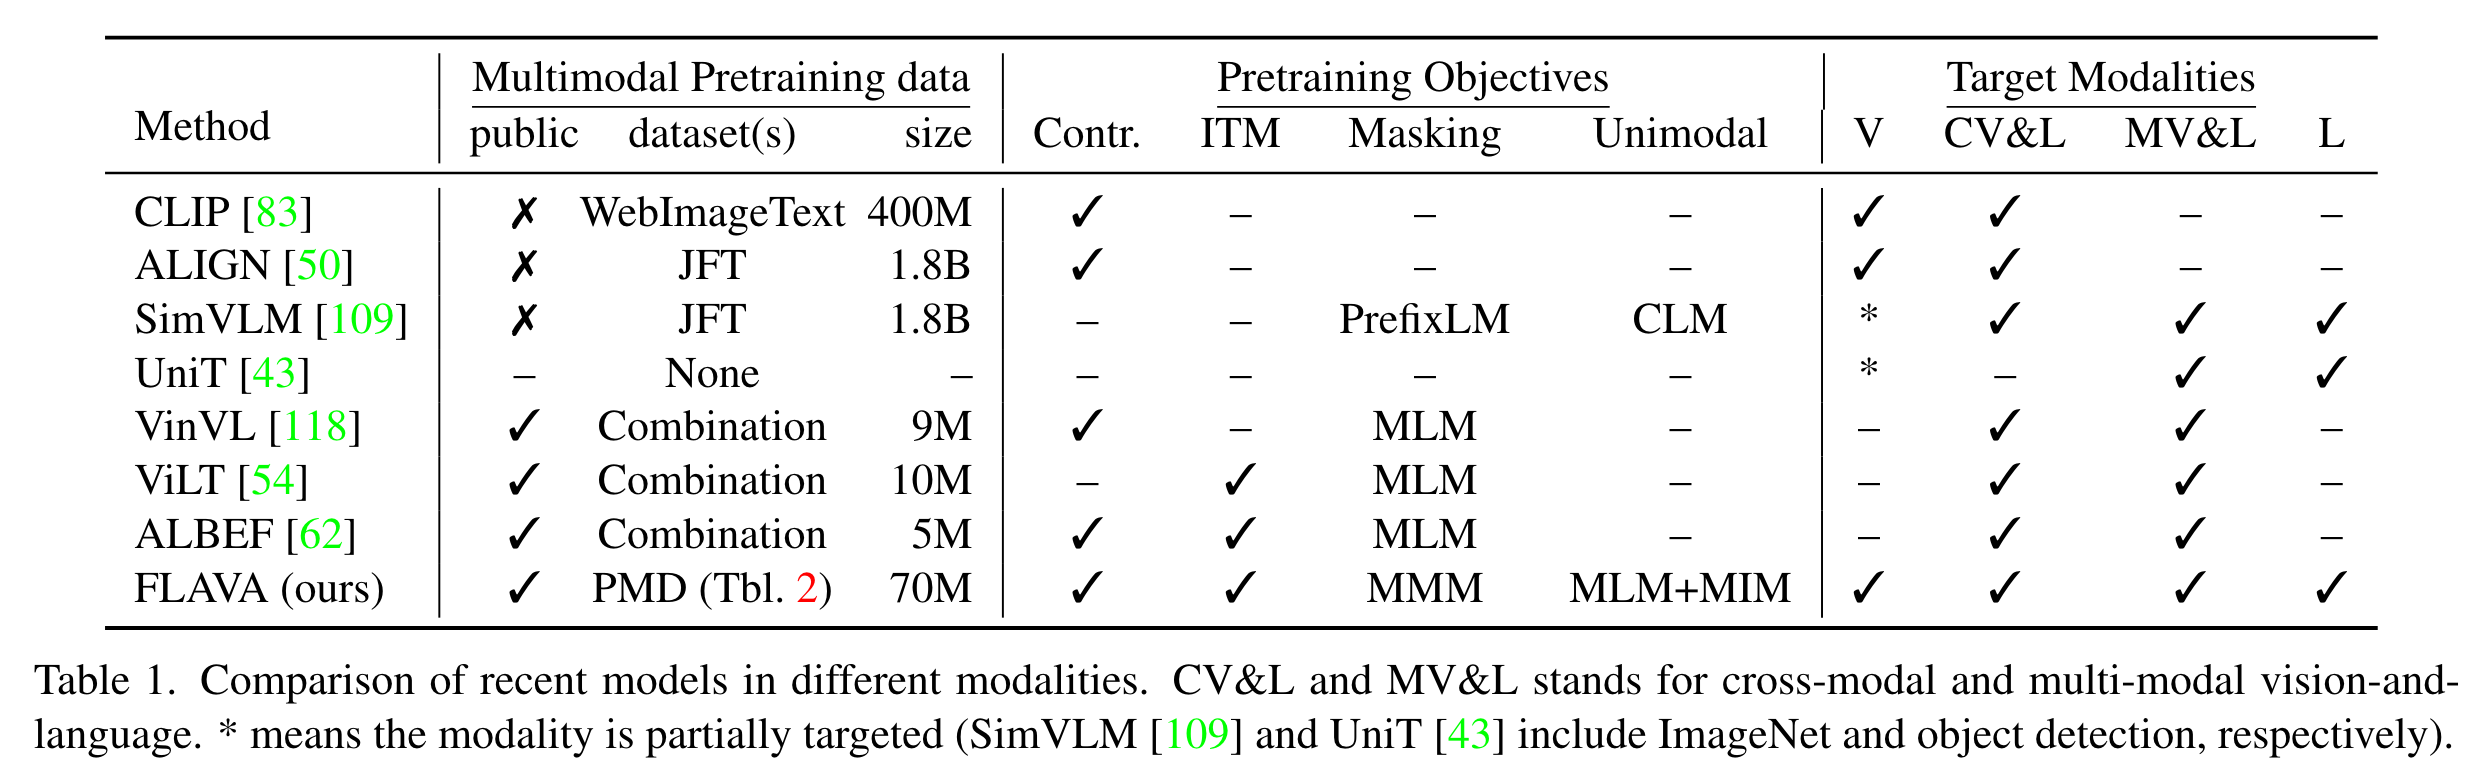 Multimodal Pretraining data Pretraining Objectives Target Modalities
Method public dataset(s) size Contr. ITM Masking Unimodal V CV&L MV&L L
CLIP [83] ✗ WebImageText 400M ✓ – – – ✓ ✓ – –
ALIGN [50] ✗ JFT 1.8B ✓ – – – ✓ ✓ – –
SimVLM [109] ✗ JFT 1.8B – – PrefixLM CLM * ✓ ✓ ✓
UniT [43] – None – – – – – * – ✓ ✓
VinVL [118] ✓ Combination 9M ✓ – MLM – – ✓ ✓ –
ViLT [54] ✓ Combination 10M – ✓ MLM – – ✓ ✓ –
ALBEF [62] ✓ Combination 5M ✓ ✓ MLM – – ✓ ✓ –
FLAVA (ours) ✓ PMD (Tbl. 2) 70M ✓ ✓ MMM MLM+MIM ✓ ✓ ✓ ✓
Table 1. Comparison of recent models in different modalities. CV&L and MV&L stands for cross-modal and multi-modal vision-and-
language. * means the modality is partially targeted (SimVLM [109] and UniT [43] include ImageNet and object detection, respectively).